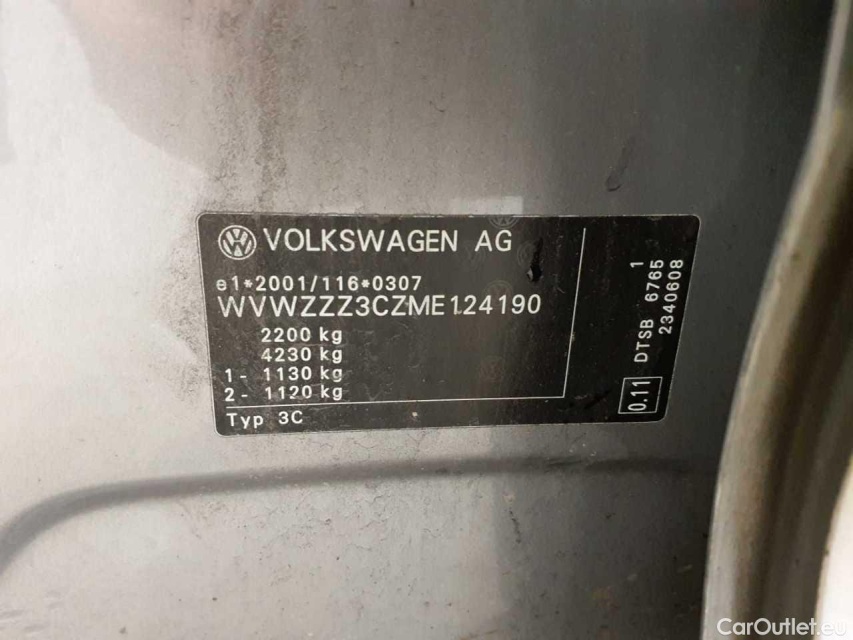 VOLKSWAGEN AG
e1*2001/116*0307
WVWZZZ3CZME124190
2200 kg
4230 kg
1- 1130 kg
2- 1120 kg
Typ 3C
0.11 DTSB 6765 1
2340608
CarOutlet.eu